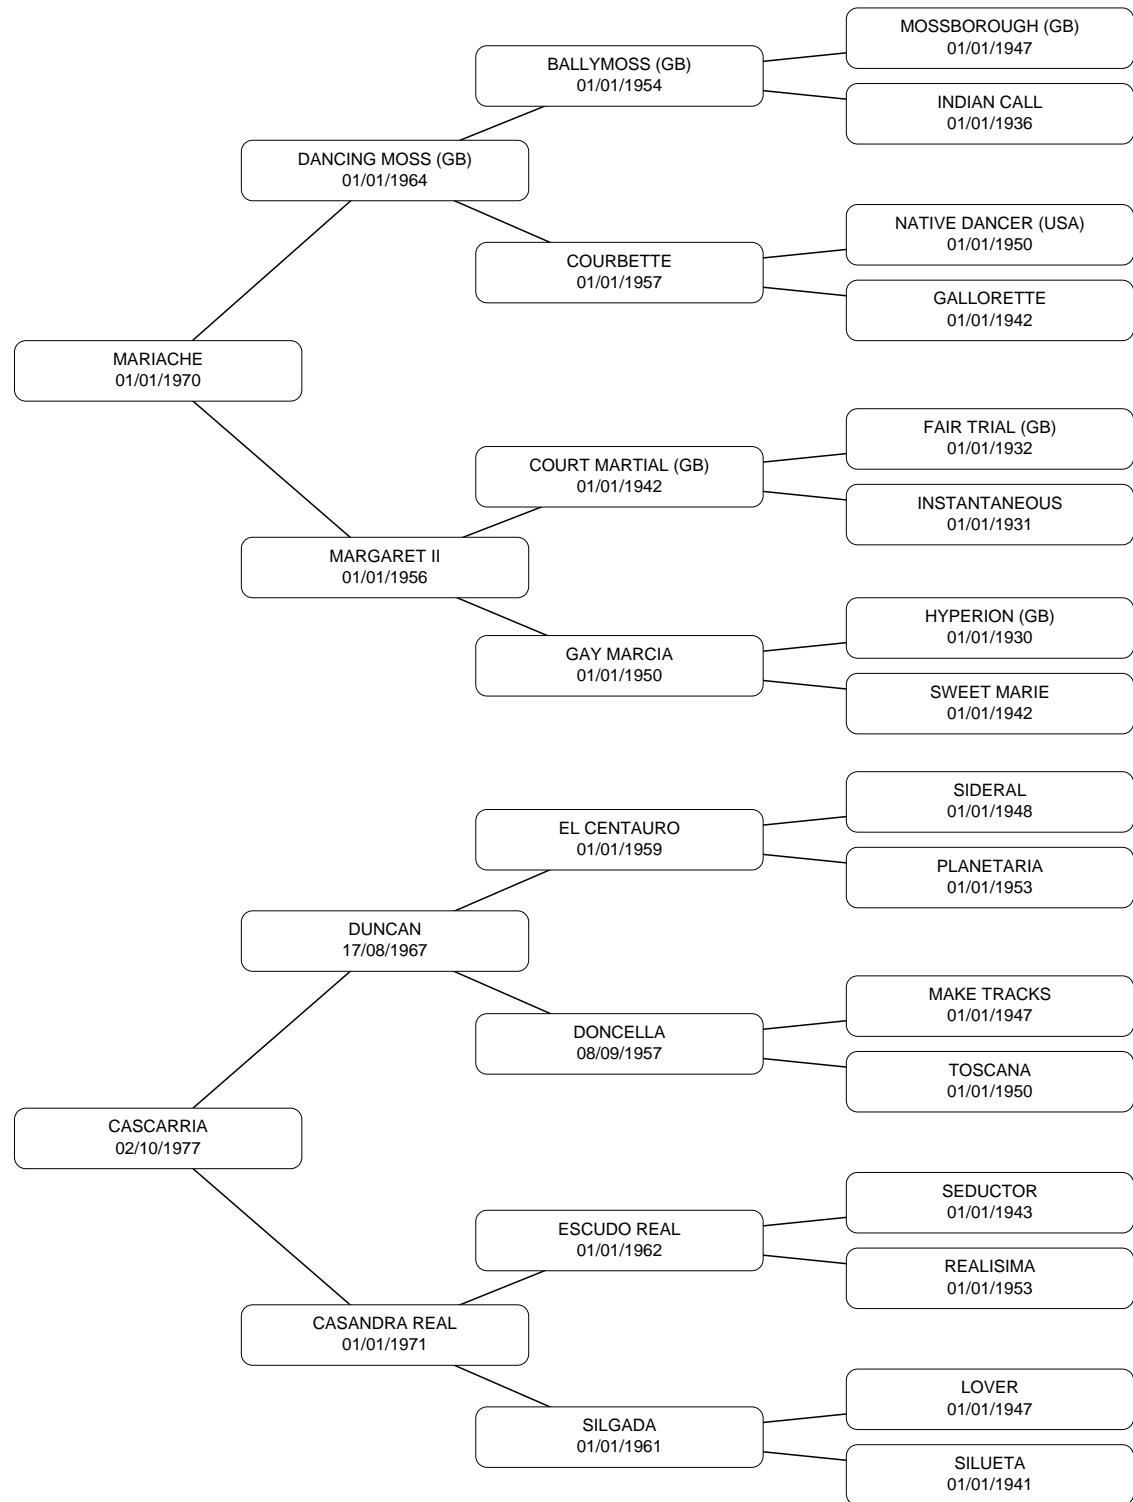 MOSSBOROUGH (GB)
01/01/1947
BALLYMOSS (GB)
01/01/1954
INDIAN CALL
01/01/1936
DANCING MOSS (GB)
01/01/1964
NATIVE DANCER (USA)
01/01/1950
COURBETTE
01/01/1957
GALLORETTE
01/01/1942
MARIACHE
01/01/1970
FAIR TRIAL (GB)
01/01/1932
COURT MARTIAL (GB)
01/01/1942
INSTANTANEOUS
01/01/1931
MARGARET II
01/01/1956
HYPERION (GB)
01/01/1930
GAY MARCIA
01/01/1950
SWEET MARIE
01/01/1942
SIDERAL
01/01/1948
EL CENTAURO
01/01/1959
PLANETARIA
01/01/1953
DUNCAN
17/08/1967
MAKE TRACKS
01/01/1947
DONCELLA
08/09/1957
TOSCANA
01/01/1950
CASCARRIA
02/10/1977
SEDUCTOR
01/01/1943
ESCUDO REAL
01/01/1962
REALISIMA
01/01/1953
CASANDRA REAL
01/01/1971
LOVER
01/01/1947
SILGADA
01/01/1961
SILUETA
01/01/1941